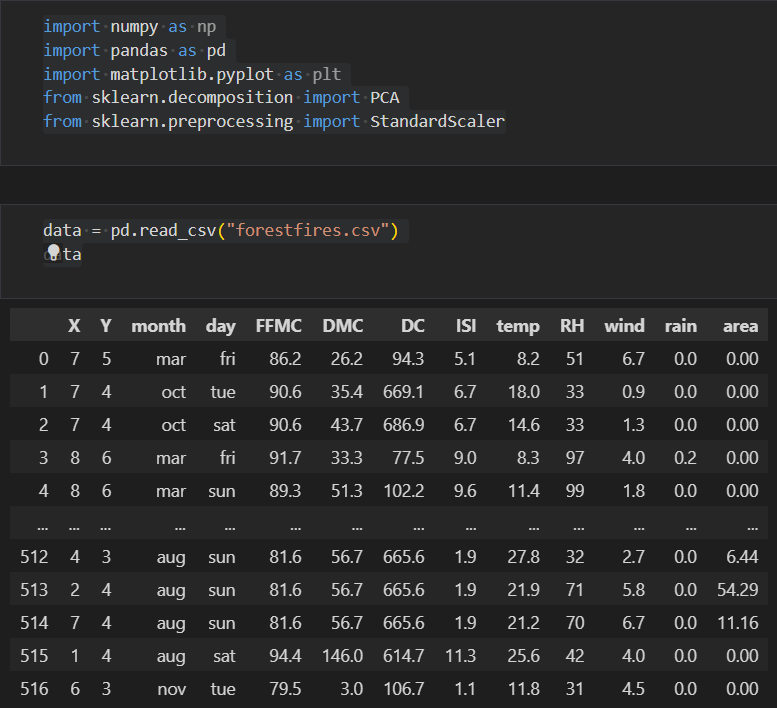 import numpy as np
import pandas as pd
import matplotlib.pyplot as plt
from sklearn.decomposition import PCA
from sklearn.preprocessing import StandardScaler
data = pd.read_csv("forestfires.csv")
ta
X Y month day FFMC DMC DC ISI temp RH wind rain area
0 7 5 mar fri 86.2 26.2 94.3 5.1 8.2 51 6.7 0.0 0.00
1 7 4 oct tue 90.6 35.4 669.1 6.7 18.0 33 0.9 0.0 0.00
2 7 4 oct sat 90.6 43.7 686.9 6.7 14.6 33 1.3 0.0 0.00
3 8 6 mar fri 91.7 33.3 77.5 9.0 8.3 97 4.0 0.2 0.00
4 8 6 mar sun 89.3 51.3 102.2 9.6 11.4 99 1.8 0.0 0.00
... ... ... ... ... ... ... ... ... ... ... ... ... ...
512 4 3 aug sun 81.6 56.7 665.6 1.9 27.8 32 2.7 0.0 6.44
513 2 4 aug sun 81.6 56.7 665.6 1.9 21.9 71 5.8 0.0 54.29
514 7 4 aug sun 81.6 56.7 665.6 1.9 21.2 70 6.7 0.0 11.16
515 1 4 aug sat 94.4 146.0 614.7 11.3 25.6 42 4.0 0.0 0.00
516 6 3 nov tue 79.5 3.0 106.7 1.1 11.8 31 4.5 0.0 0.00